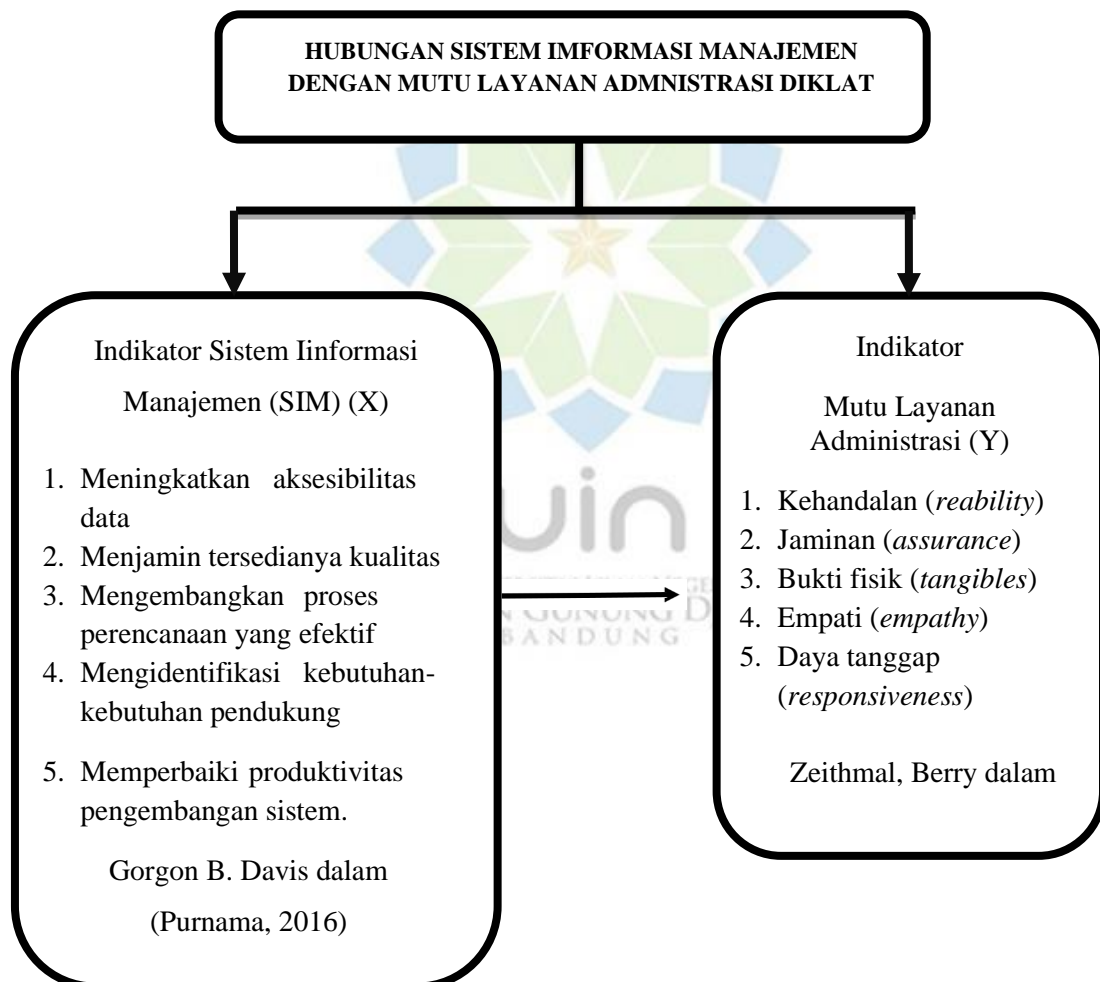 HUBUNGAN SISTEM IMFORMASI MANAJEMEN
DENGAN MUTU LAYANAN ADMNISTRASI DIKLAT
Indikator Sistem Iinformasi
Manajemen (SIM) (X)
1. Meningkatkan aksesibilitas
data
2. Menjamin tersedianya kualitas
3. Mengembangkan proses
perencanaan yang efektif
4. Mengidentifikasi kebutuhan-
kebutuhan pendukung
5. Memperbaiki produktivitas
pengembangan sistem.
Gorgon B. Davis dalam
(Purnama, 2016)
uin
GUNUNG D
BANDUNG
Indikator
Mutu Layanan
Administrasi (Y)
1. Kehandalan (reability)
2. Jaminan (assurance)
3. Bukti fisik (tangibles)
4. Empati (empathy)
5. Daya tanggap
(responsiveness)
Zeithmal, Berry dalam